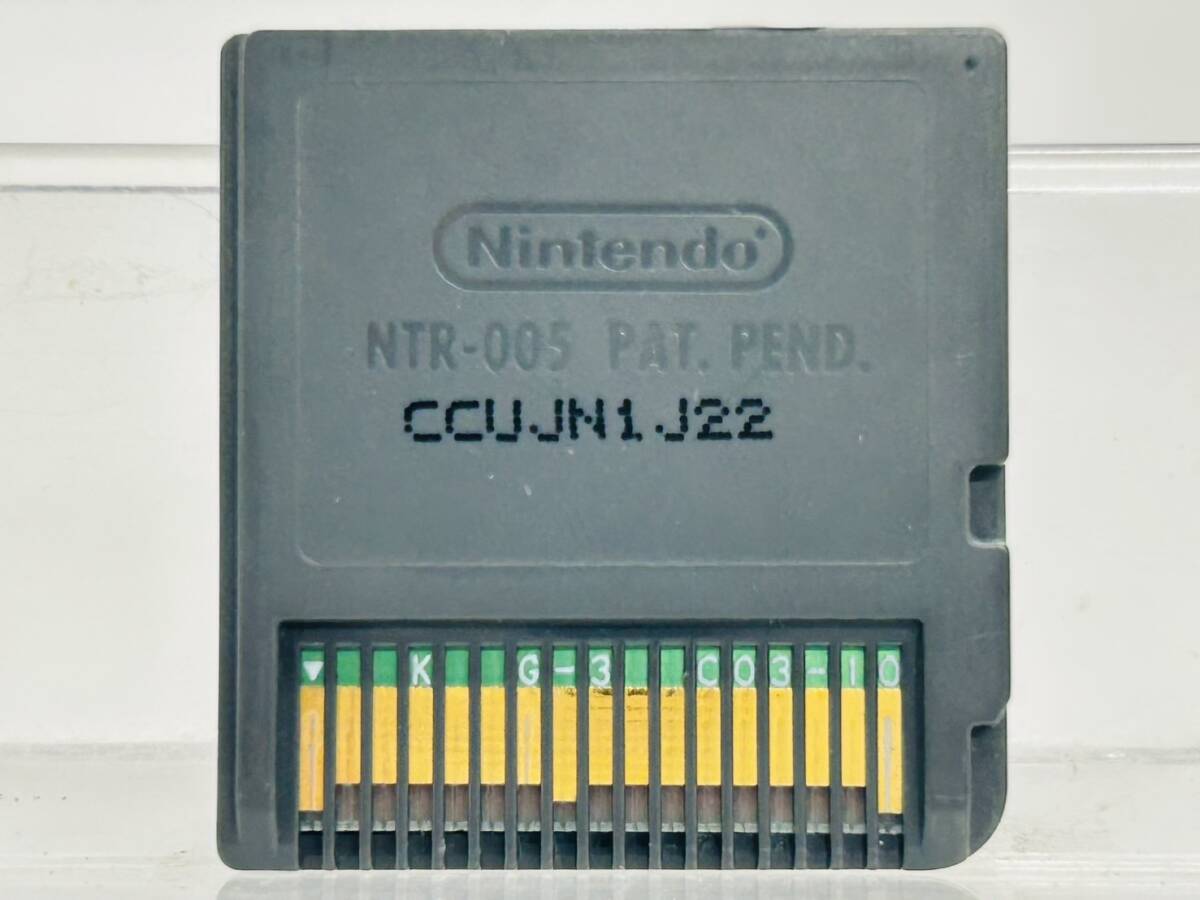 Nintendo
NTR-005 PAT. PEND.
CCUJN1J22
▼ K G-3 C03-10